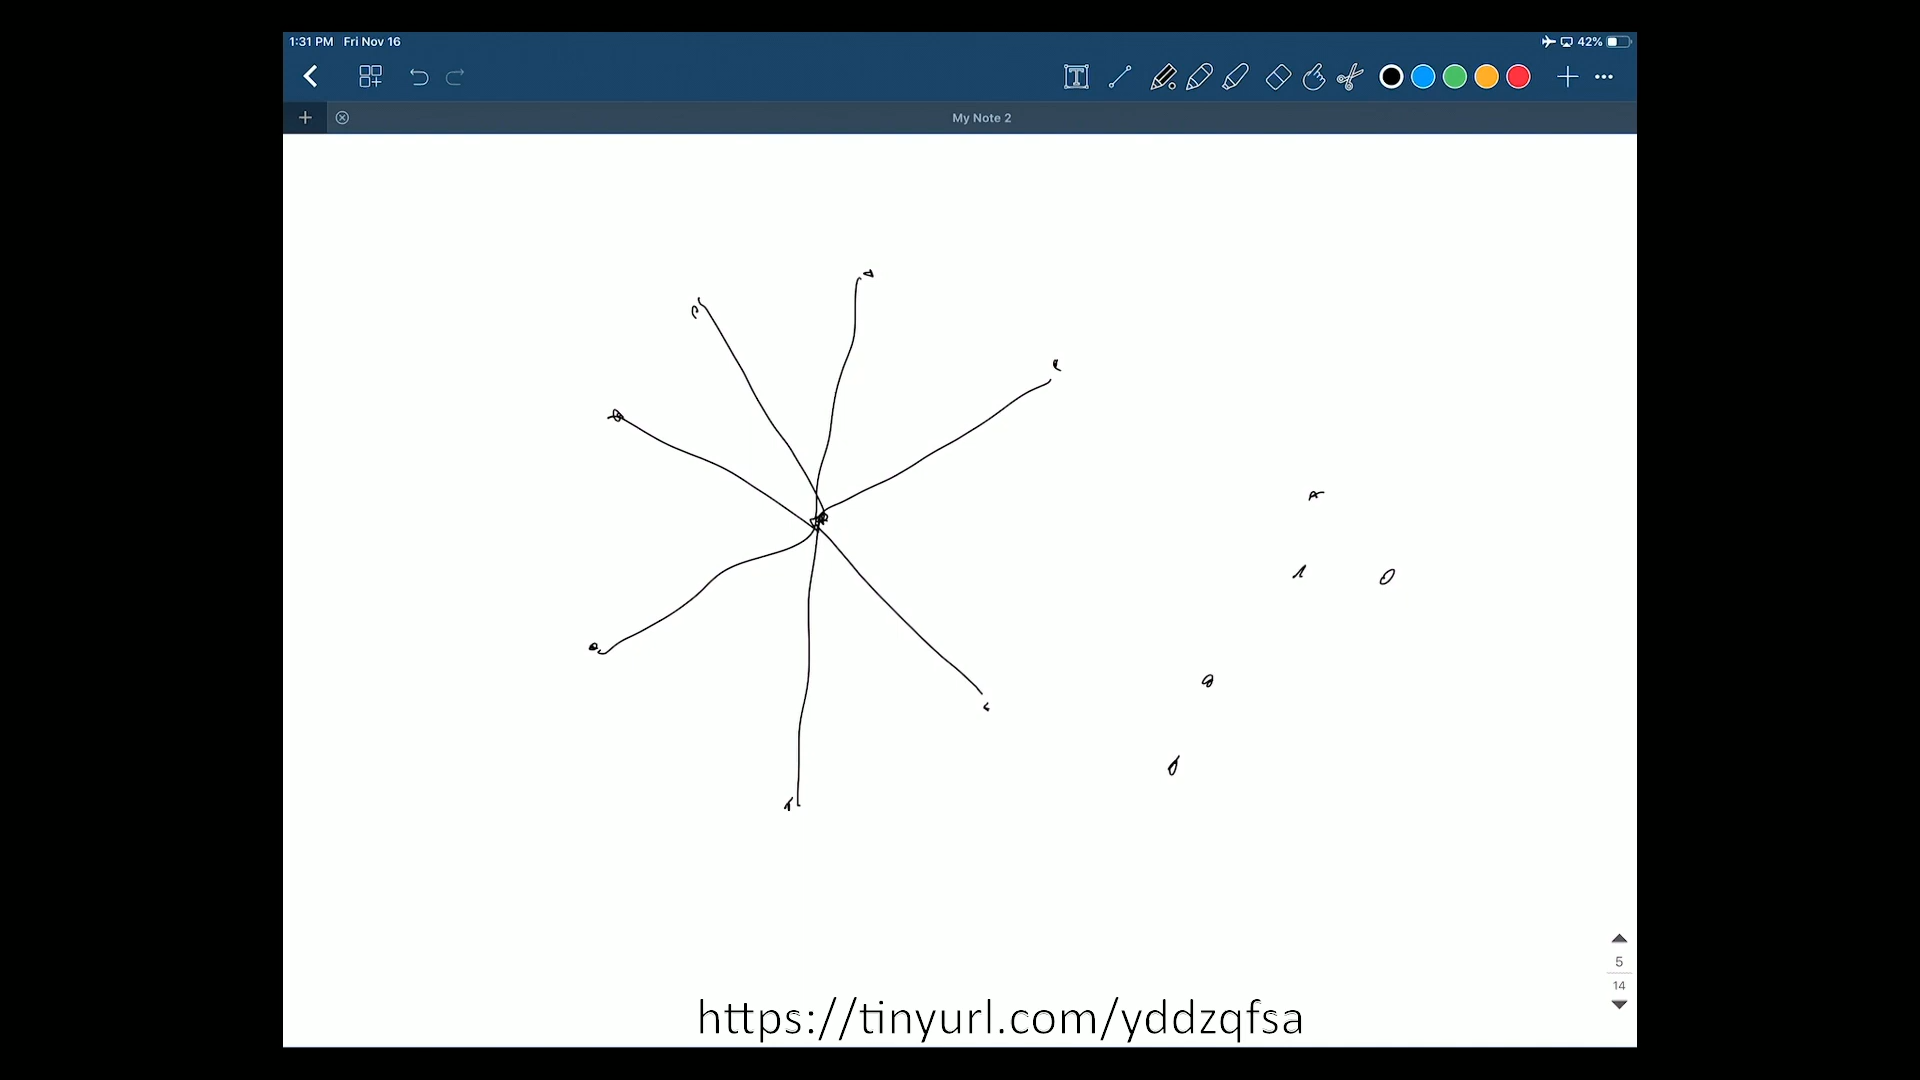 1:31 PM Fri Nov 16
42%
T
My Note 2
5
14
https://tinyurl.com/yddzqfsa